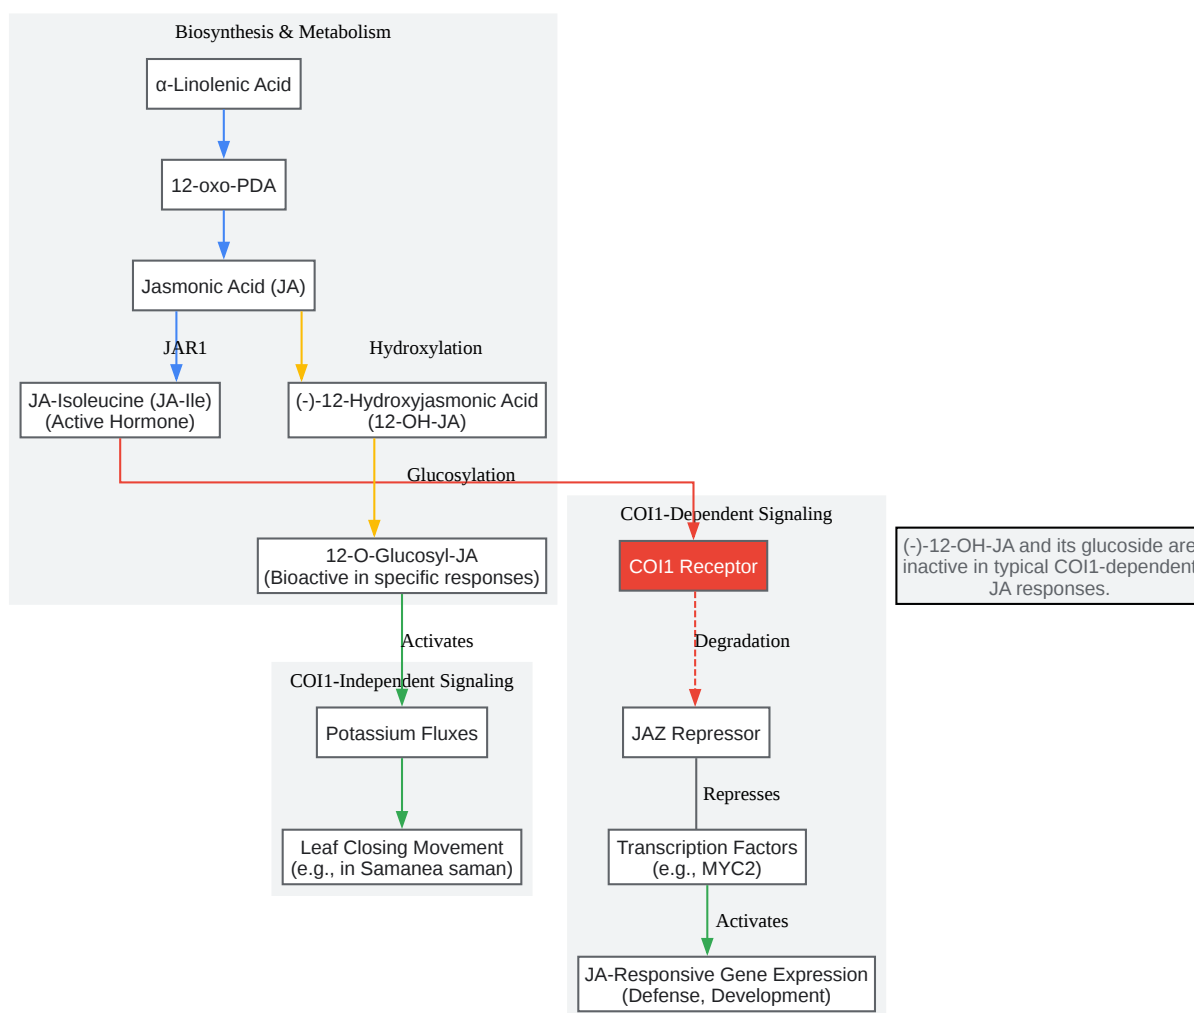 Biosynthesis & Metabolism
α-Linolenic Acid
12-oxo-PDA
Jasmonic Acid (JA)
JAR1
Hydroxylation
JA-Isoleucine (JA-Ile)
(Active Hormone)
(-)-12-Hydroxyjasmonic Acid
(12-OH-JA)
Glucosylation
12-O-Glucosyl-JA
(Bioactive in specific responses)
Activates
COI1-Independent Signaling
Potassium Fluxes
Leaf Closing Movement
(e.g., in Samanea saman)
COI1-Dependent Signaling
COI1 Receptor
Degradation
JAZ Repressor
Represses
Transcription Factors
(e.g., MYC2)
Activates
JA-Responsive Gene Expression
(Defense, Development)
(-)-12-OH-JA and its glucoside are
inactive in typical COI1-dependent
JA responses.